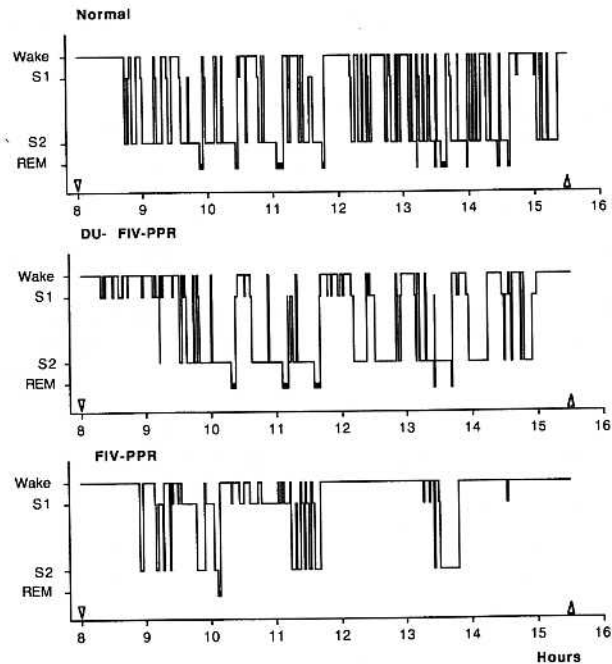 Normal
Wake
S1
S2
REM
8 9 10 11 12 13 14 15 16
DU- FIV-PPR
Wake
S1
S2
REM
8 9 10 11 12 13 14 15 16
FIV-PPR
Wake
S1
S2
REM
8 9 10 11 12 13 14 15 16
Hours